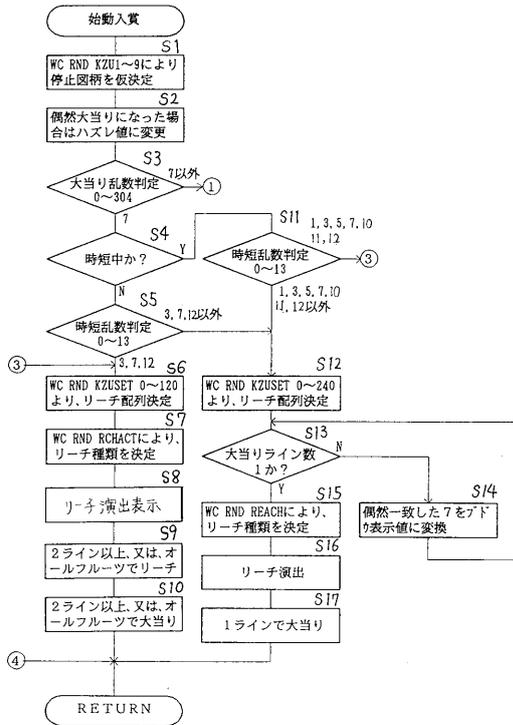 始動入賞
S1
WC RND KZU1～9により
停止図柄を仮決定
S2
偶然大当りになった場
合はハズレ値に変更
S3
大当り乱数判定
0～304
7以外
①
7
S4
時短中か？
Y
N
S11
時短乱数判定
0～13
1,3,5,7,10
11,12
③
1,3,5,7,10
11,12以外
S5
時短乱数判定
0～13
3,7,12以外
3,7,12
③
S6
WC RND KZUSET 0～120
より、リーチ配列決定
S7
WC RND RCHACTにより、
リーチ種類を決定
S8
リーチ演出表示
S9
2ライン以上、又は、オ
ールフルーツでリーチ
S10
2ライン以上、又は、オ
ールフルーツで大当り
S12
WC RND KZUSET 0～240
より、リーチ配列決定
S13
大当りライン数
1か？
N
Y
S14
偶然一致した7をブド
ウ表示値に変換
S15
WC RND REACHにより、
リーチ種類を決定
S16
リーチ演出
S17
1ラインで大当り
④
RETURN